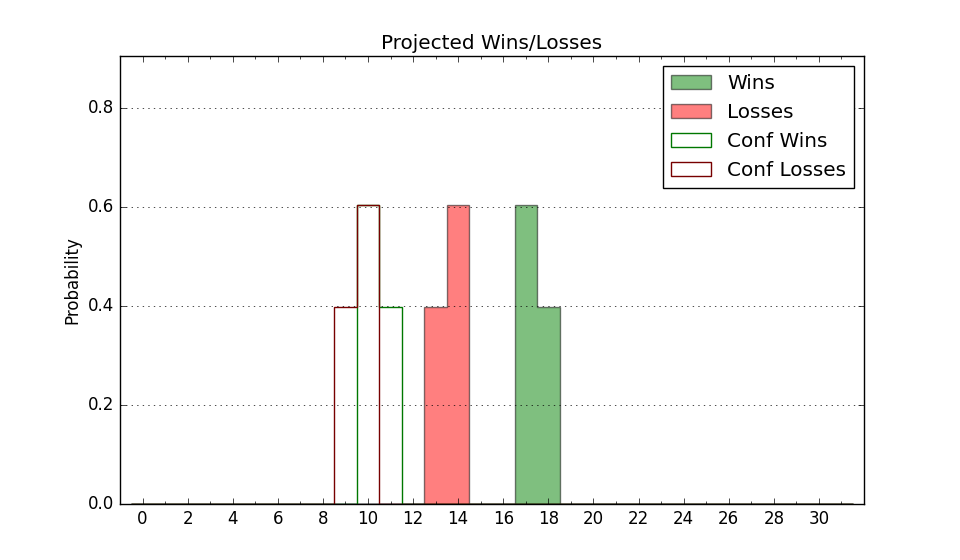 Projected Wins/Losses
Wins
Losses
Conf Wins
Conf Losses
Probability
0.8
0.6
0.4
0.2
0.0
0 2 4 6 8 10 12 14 16 18 20 22 24 26 28 30